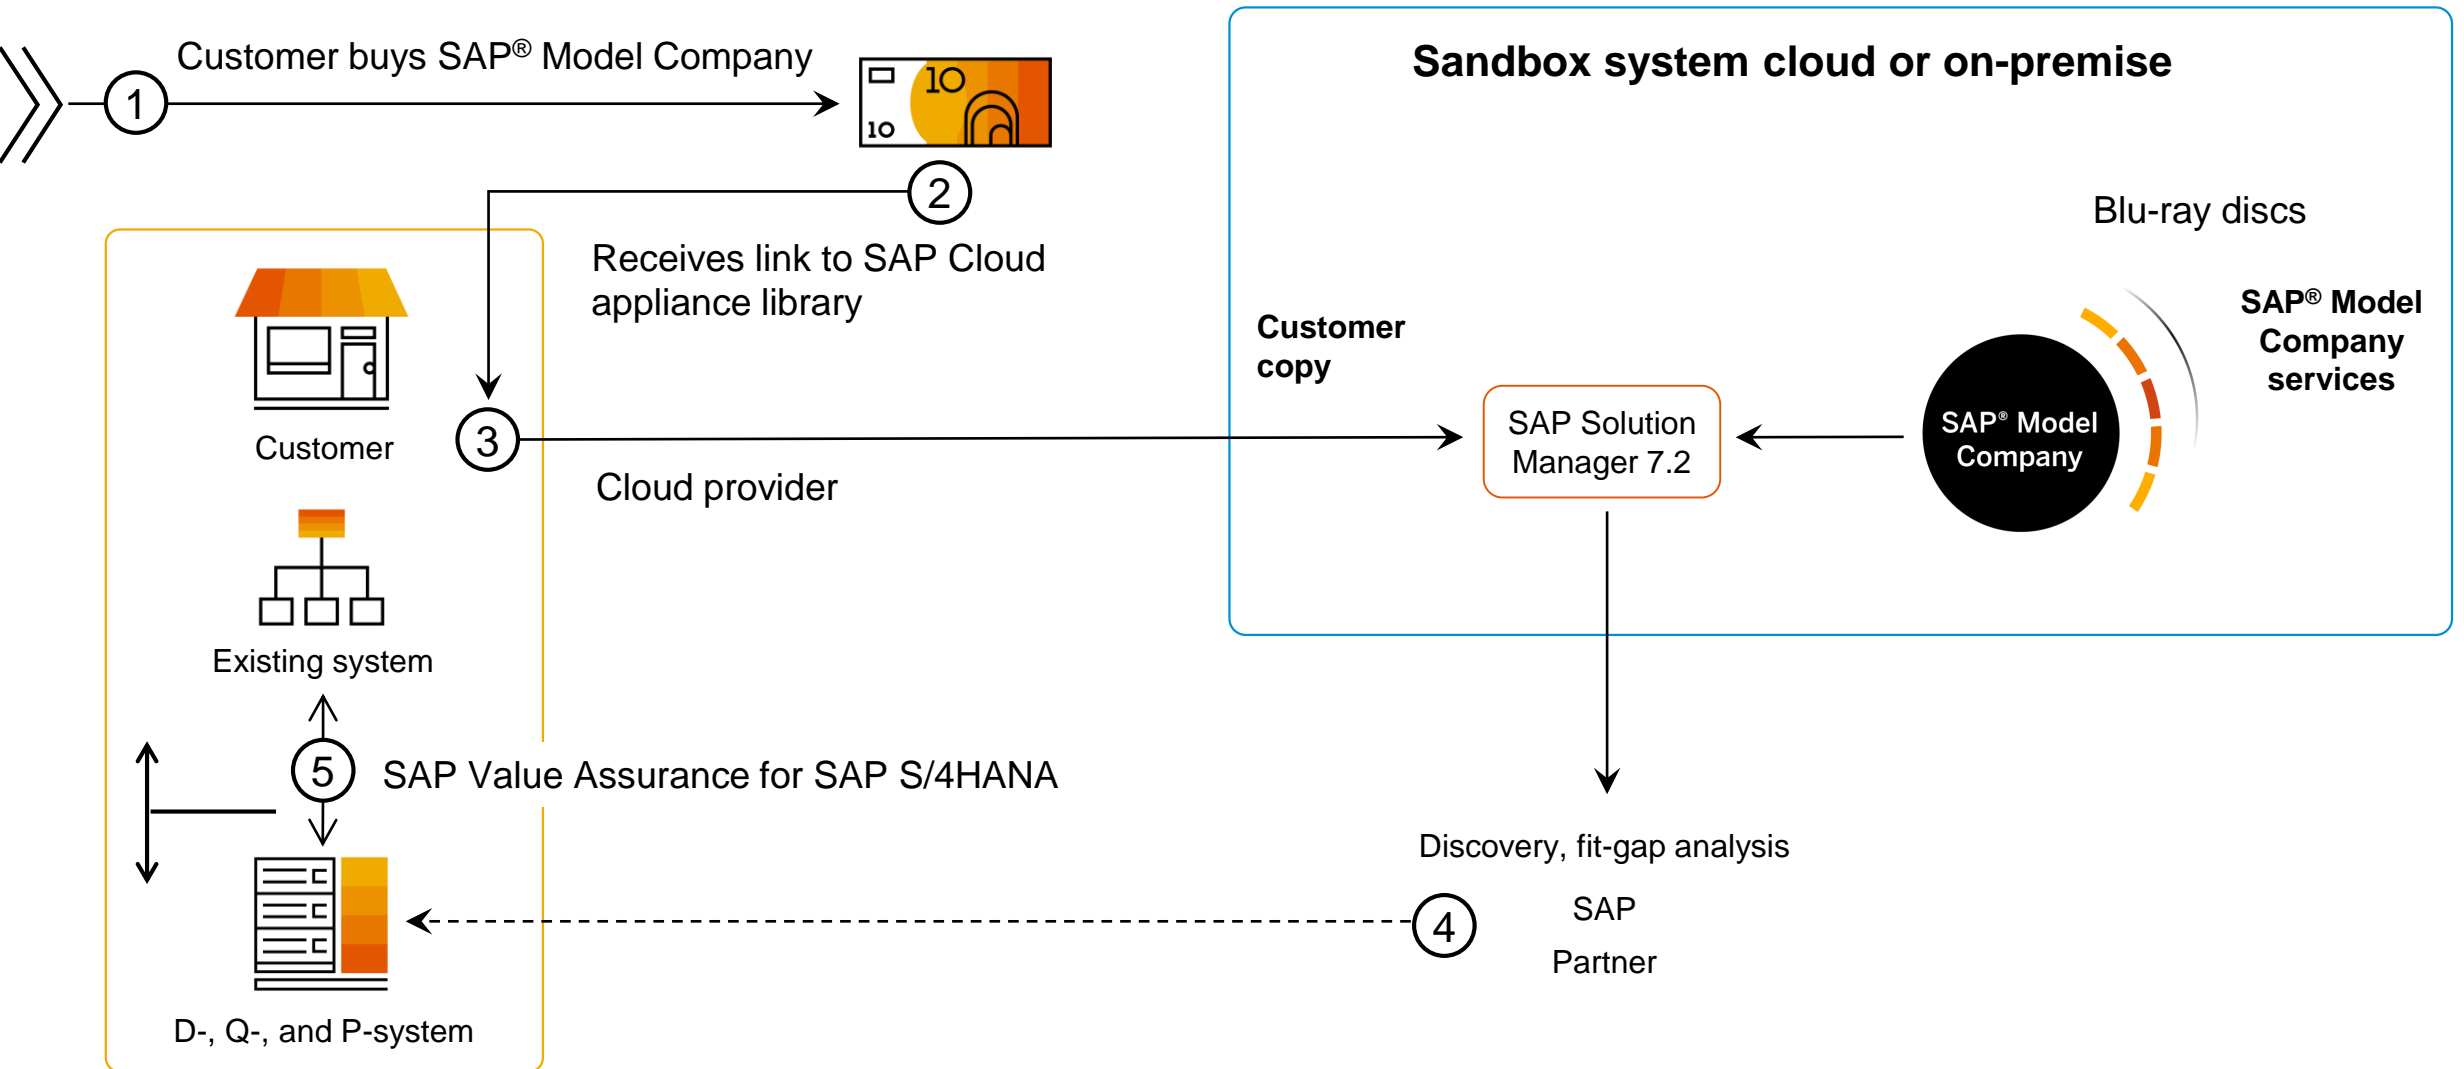 1
Customer buys SAP® Model Company
10
10
2
Receives link to SAP Cloud
appliance library
Customer
3
Cloud provider
Existing system
5
SAP Value Assurance for SAP S/4HANA
D-, Q-, and P-system
Sandbox system cloud or on-premise
Blu-ray discs
SAP® Model
Company
services
Customer
copy
SAP Solution
Manager 7.2
SAP® Model
Company
Discovery, fit-gap analysis
4
SAP
Partner